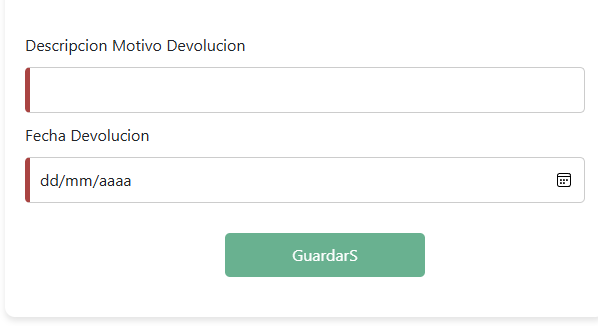 Descripcion Motivo Devolucion
Fecha Devolucion
dd/mm/aaaa
GuardarS